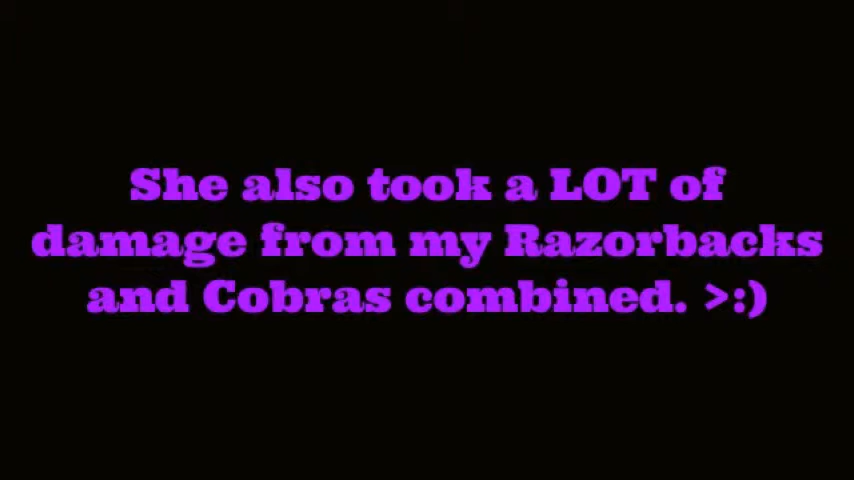 She also took a LOT of
damage from my Razorbacks
and Cobras combined. >:)